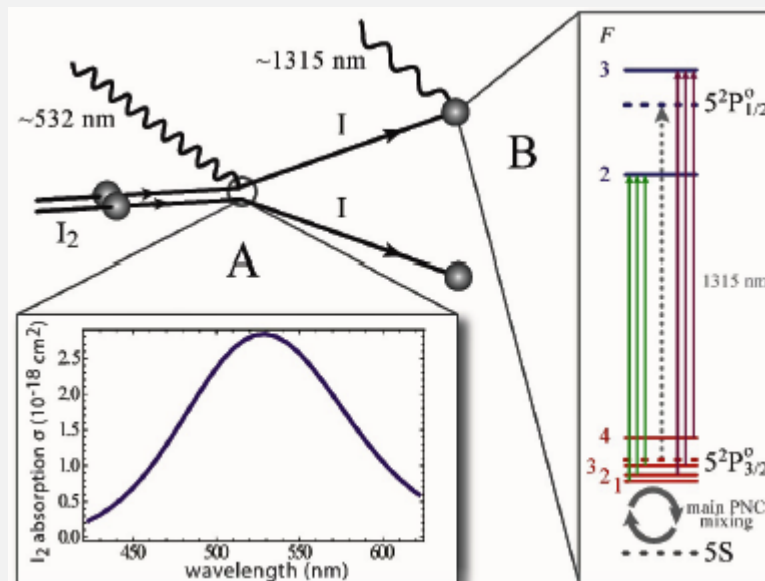 ~1315 nm
~532 nm
I
I
I₂
A
B
I₂ absorption σ (10⁻¹⁸ cm²)
2.5
2.0
1.5
1.0
0.5
0.0
450
500
550
600
wavelength (nm)
F
3
5²P°1/2
2
1315 nm
4
3
5²P°3/2
2
1
main PNC
mixing
5S